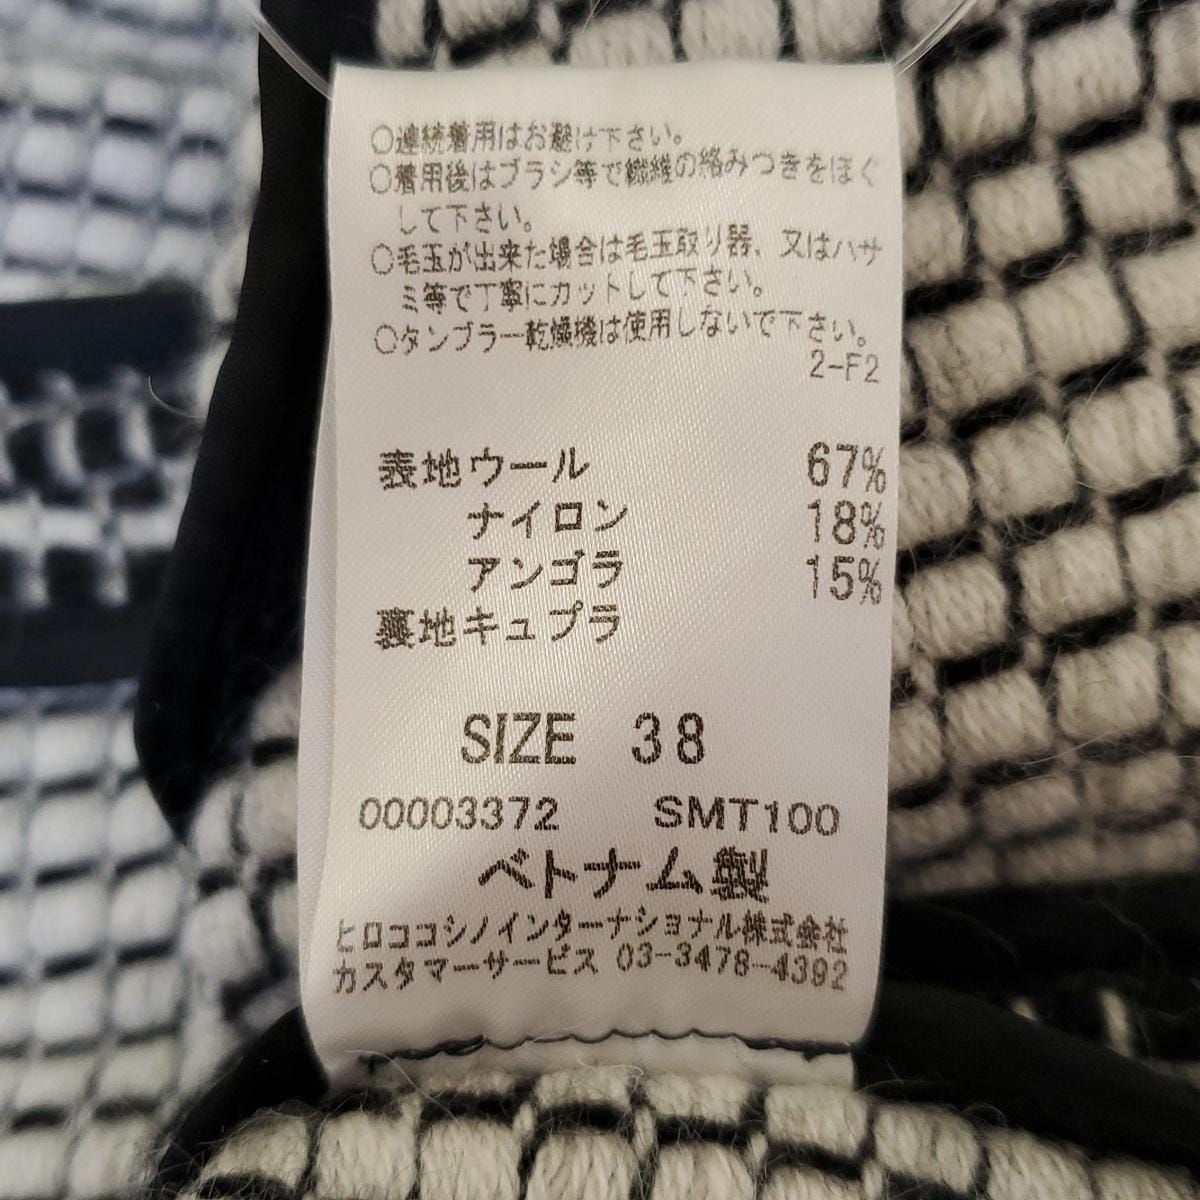 ○連続着用はお避け下さい。
○着用後はブラシ等で繊維の絡みつきをほぐ
して下さい。
○毛玉が出来た場合は毛玉取り器、又はハサ
ミ等で丁寧にカットして下さい。
○タンブラー乾燥機は使用しないで下さい。
2-F2
表地ウール 67%
ナイロン 18%
アンゴラ 15%
裏地キュプラ
SIZE 38
00003372 SMT100
ベトナム製
ヒロココシノインターナショナル株式会社
カスタマーサービス 03-3478-4392